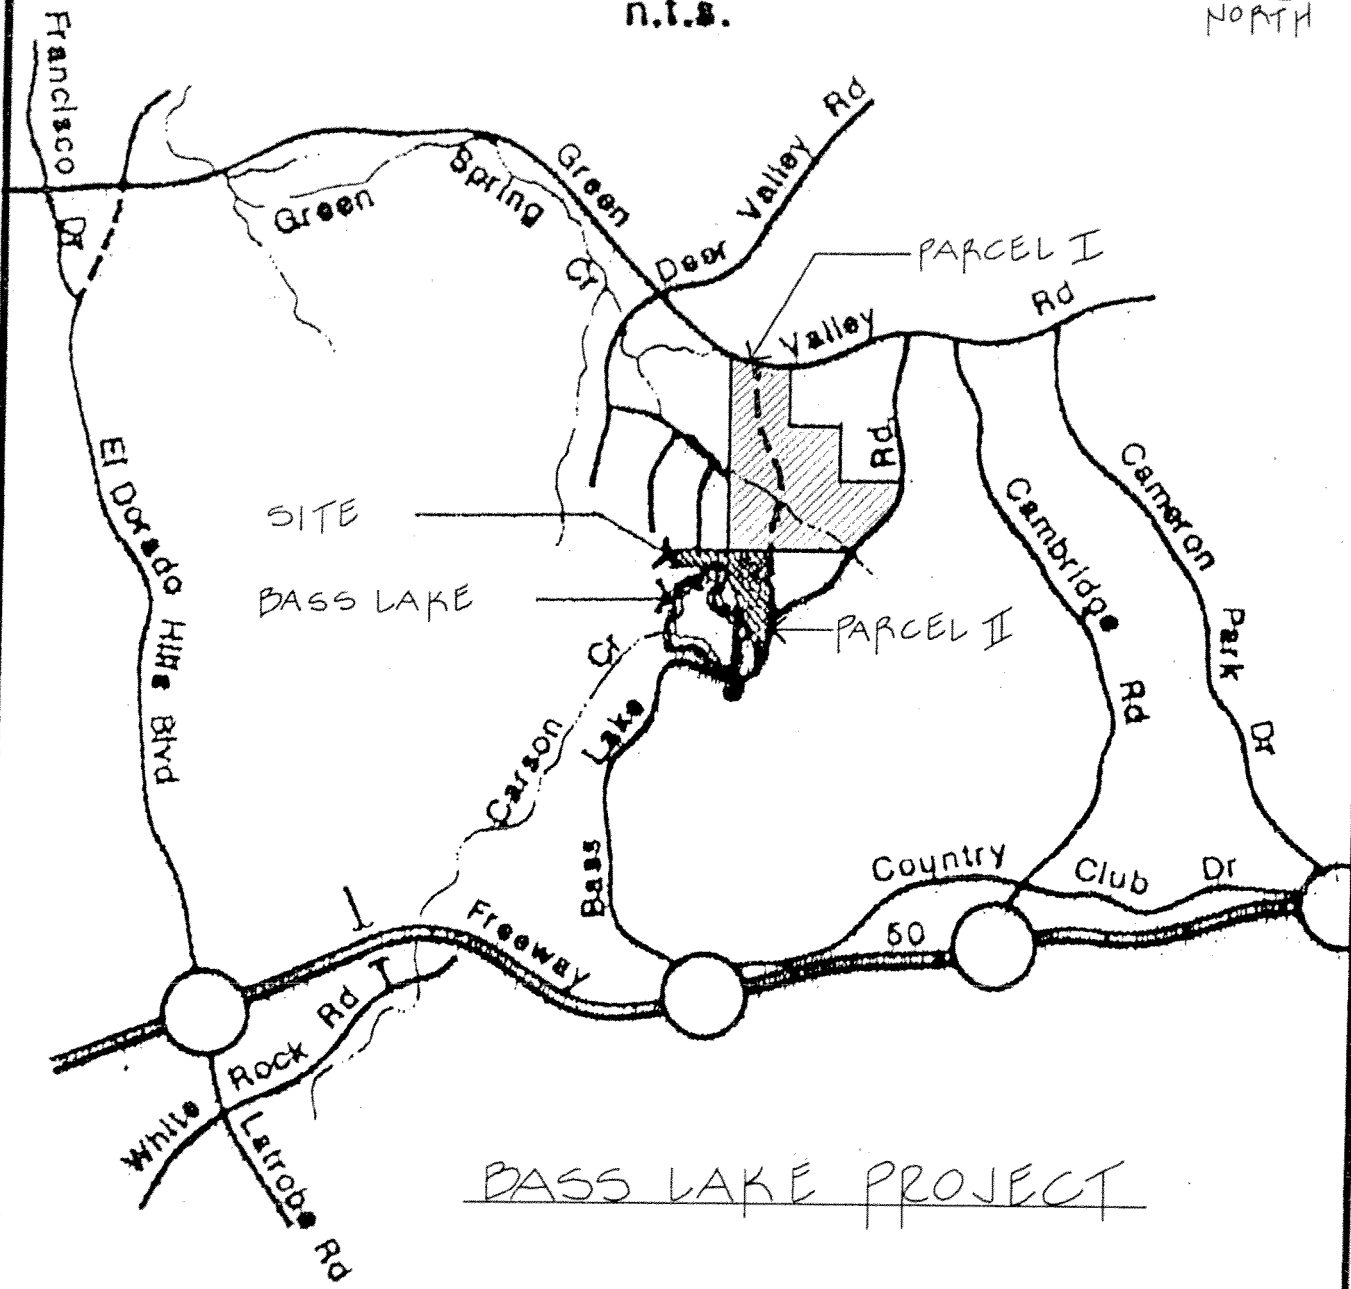 n.t.s.
NORTH
Francisco Dr
Green Valley Rd
Deer Valley Rd
Green Spring Cr
PARCEL I
SITE
BASS LAKE
PARCEL II
El Dorado Hills Blvd
Bass Lake Rd
Cambridge Rd
Cameron Park Dr
Carson Cr
Country Club Dr
Freeway 50
White Rock Rd
Latrobe Rd
BASS LAKE PROJECT